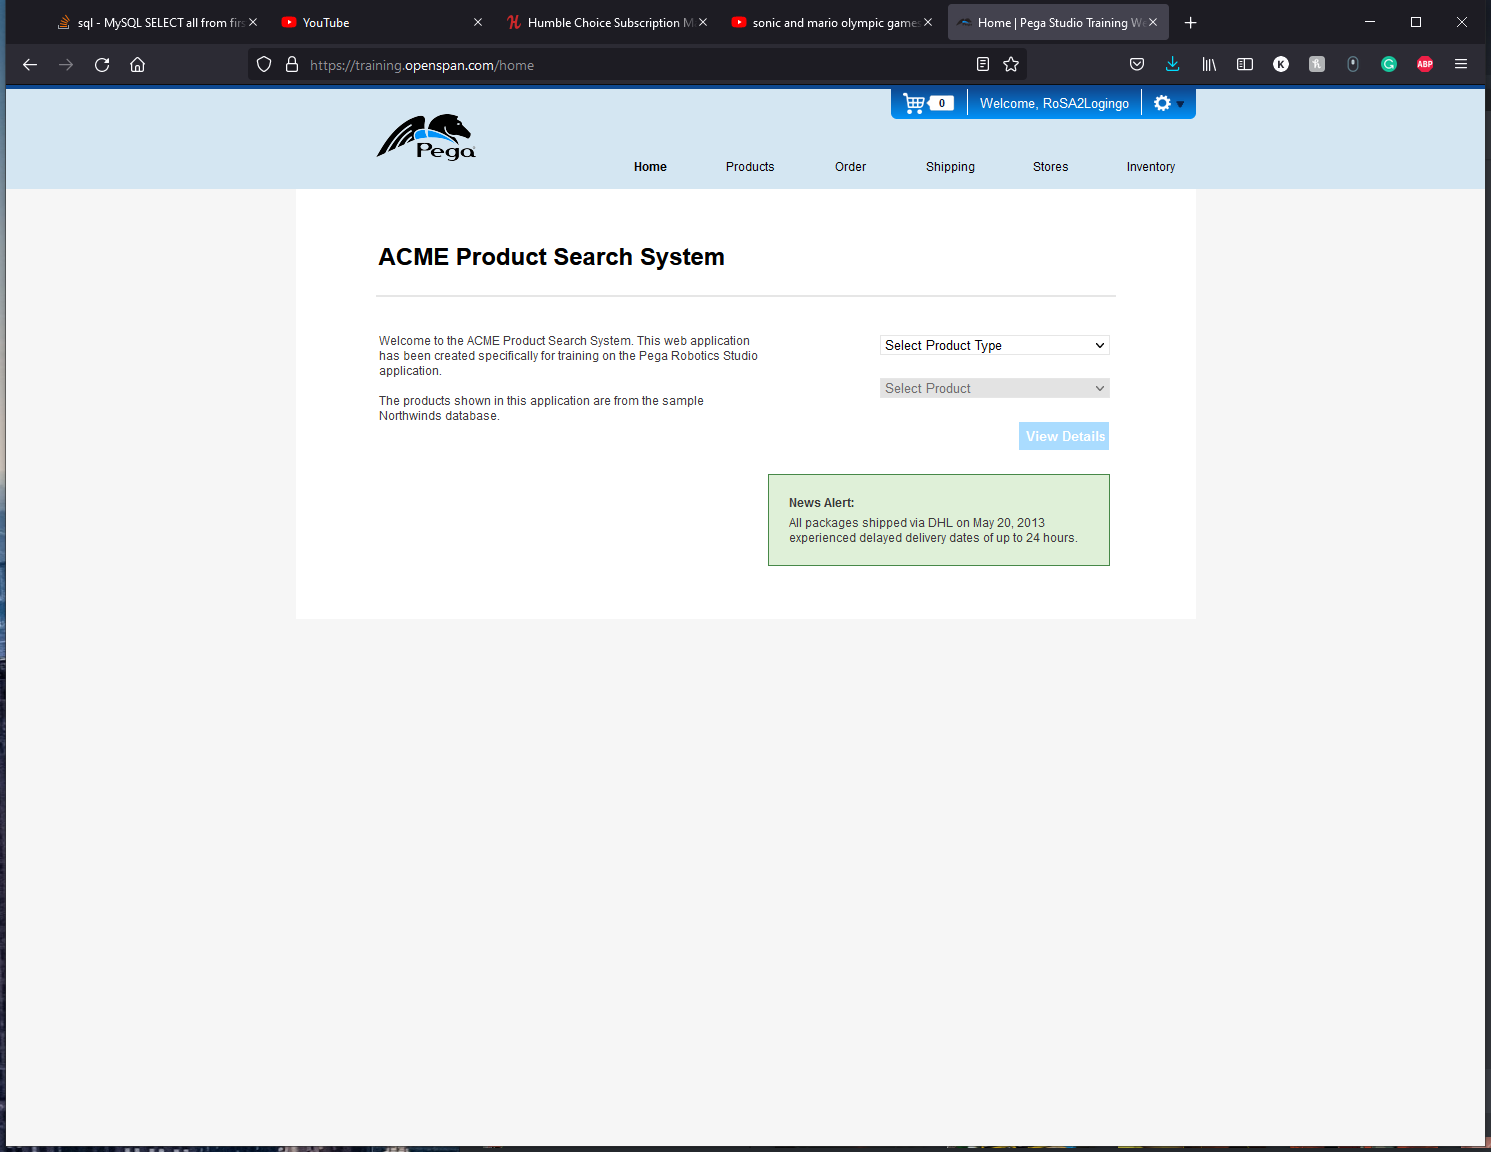 sql - MySQL SELECT all from firs
YouTube
Humble Choice Subscription M
sonic and mario olympic games
Home | Pega Studio Training We
https://training.openspan.com/home
K
ABP
0
Welcome, RoSA2Logingo
Pega
Home
Products
Order
Shipping
Stores
Inventory
ACME Product Search System
Welcome to the ACME Product Search System. This web application
has been created specifically for training on the Pega Robotics Studio
application.
The products shown in this application are from the sample
Northwinds database.
Select Product Type
Select Product
View Details
News Alert:
All packages shipped via DHL on May 20, 2013
experienced delayed delivery dates of up to 24 hours.